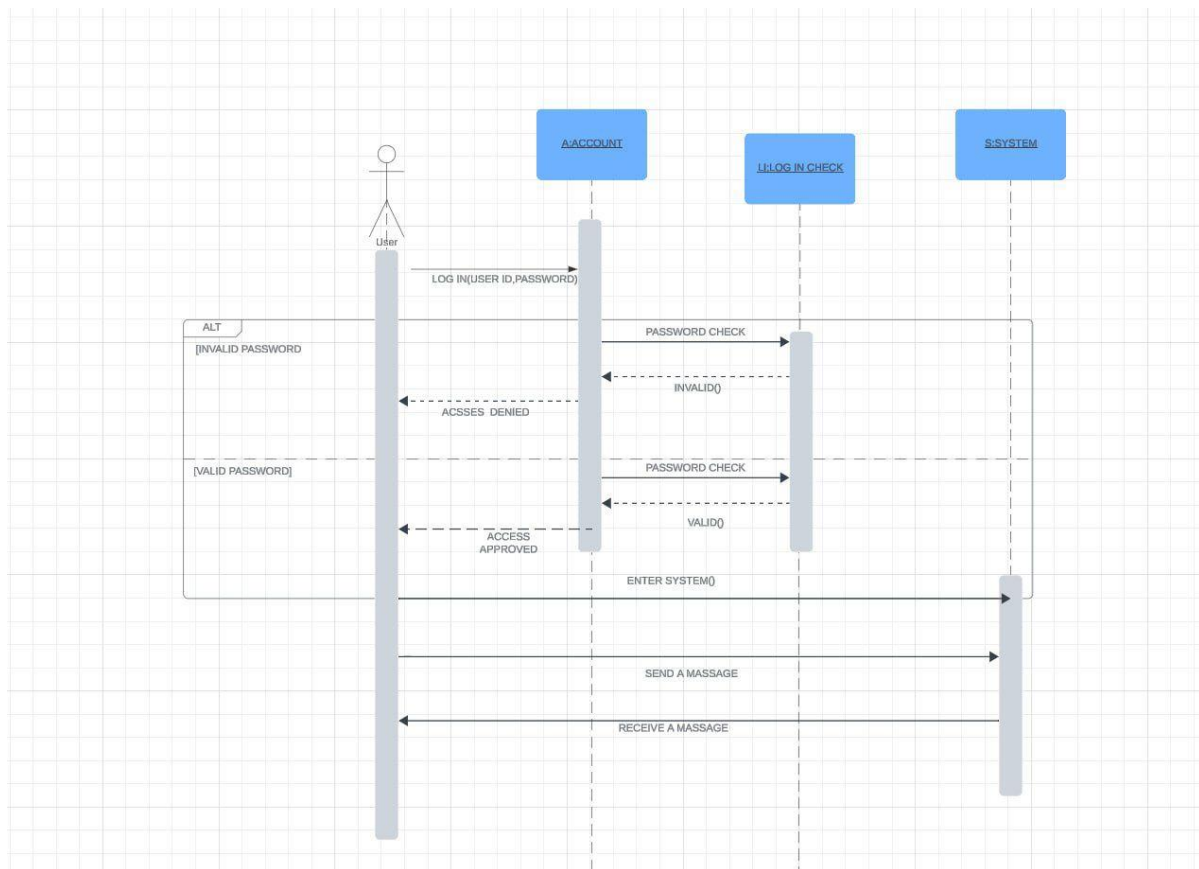 A:ACCOUNT
S:SYSTEM
LI:LOG IN CHECK
User
LOG IN(USER ID,PASSWORD)
ALT
PASSWORD CHECK
[INVALID PASSWORD
INVALID()
ACSSES DENIED
[VALID PASSWORD]
PASSWORD CHECK
VALID()
ACCESS
APPROVED
ENTER SYSTEM()
SEND A MASSAGE
RECEIVE A MASSAGE